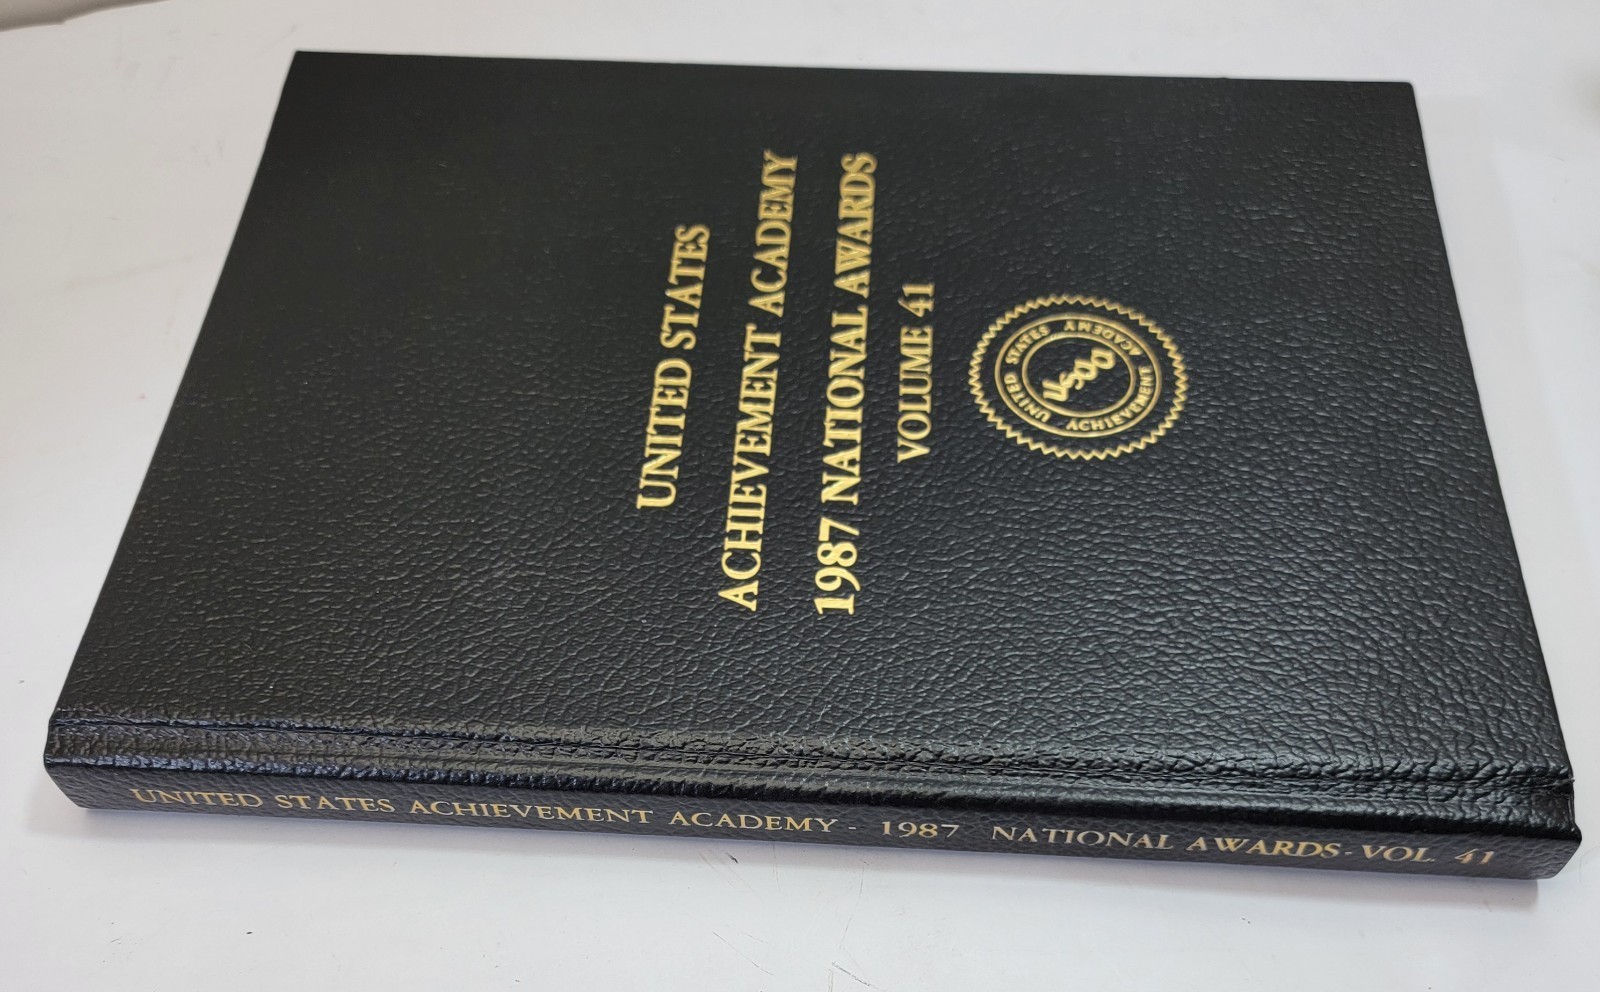 UNITED STATES
ACHIEVEMENT ACADEMY
1987 NATIONAL AWARDS
VOLUME 41
UNITED STATES ACHIEVEMENT ACADEMY
USAA
UNITED STATES ACHIEVEMENT ACADEMY - 1987 NATIONAL AWARDS - VOL. 41